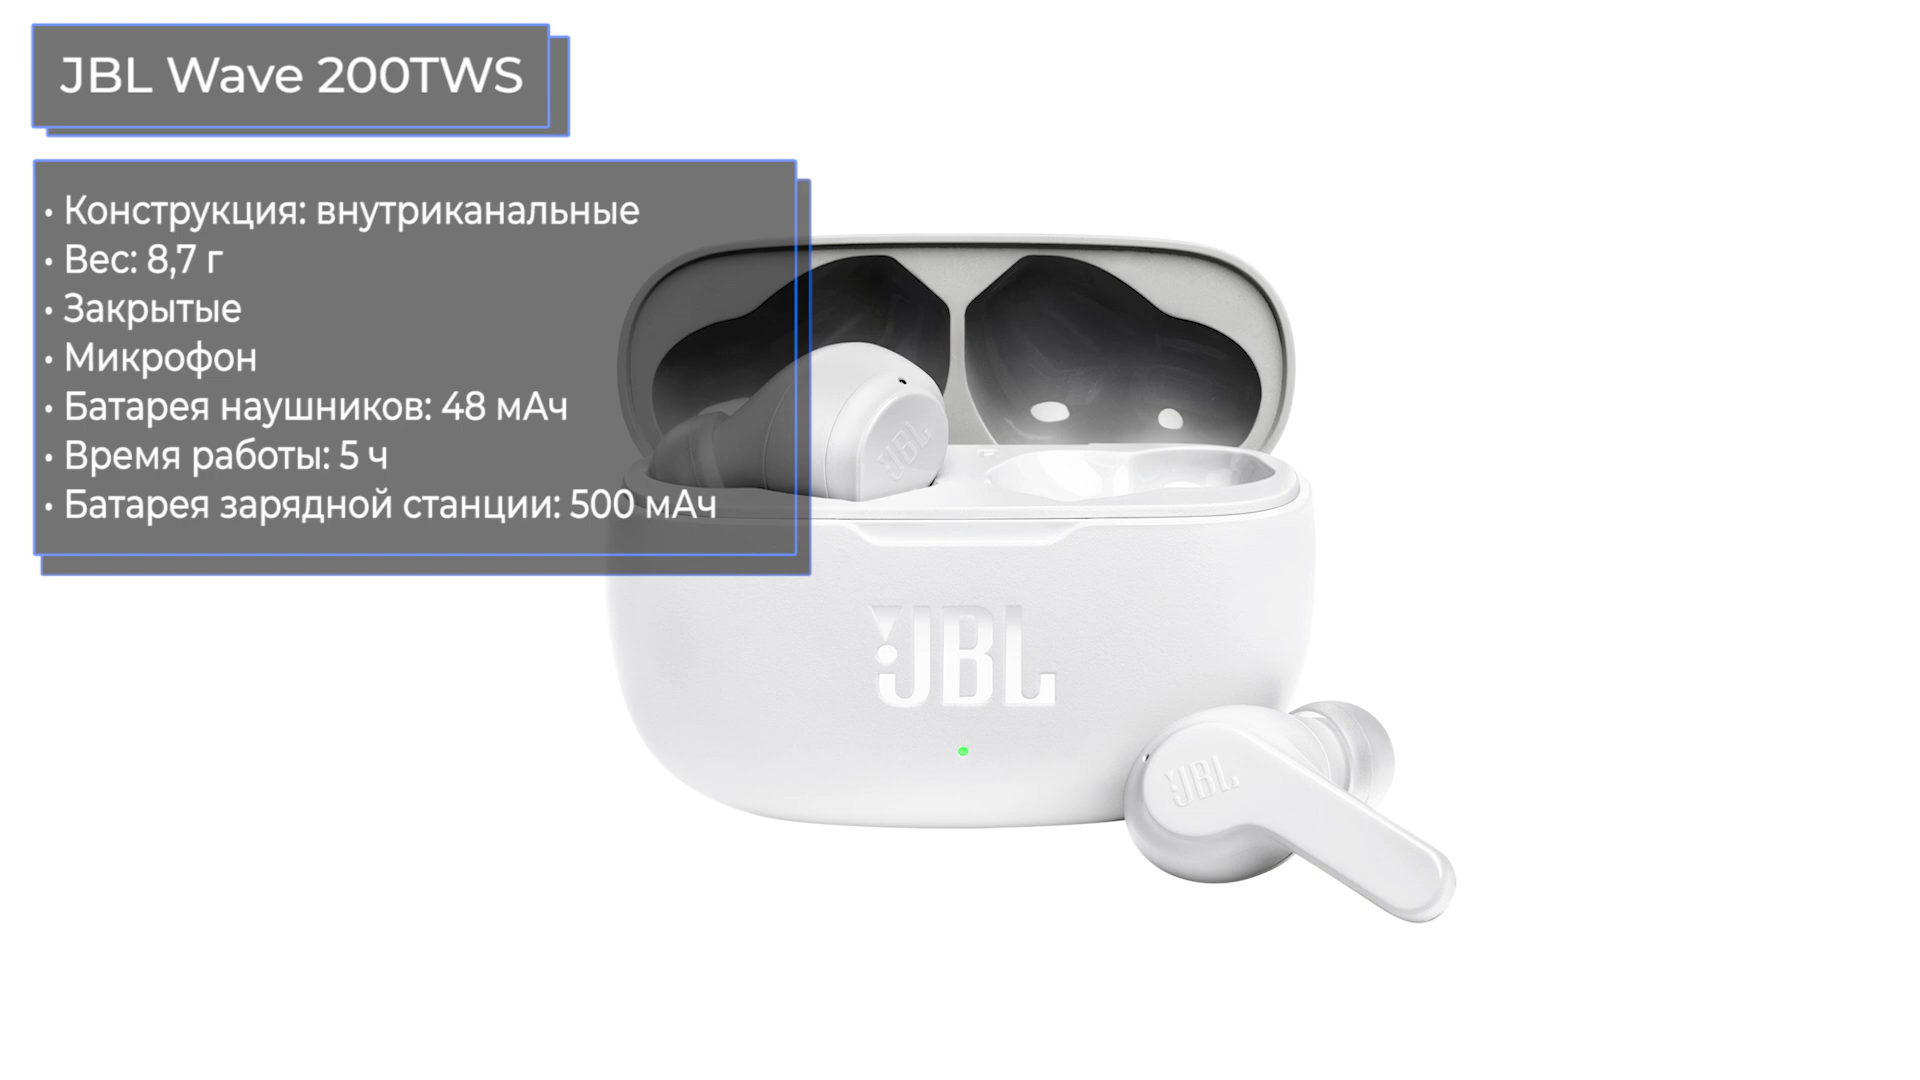 JBL Wave 200TWS
• Конструкция: внутриканальные
• Вес: 8,7 г
• Закрытые
• Микрофон
• Батарея наушников: 48 мАч
• Время работы: 5 ч
• Батарея зарядной станции: 500 мАч
JBL
JBL
JBL